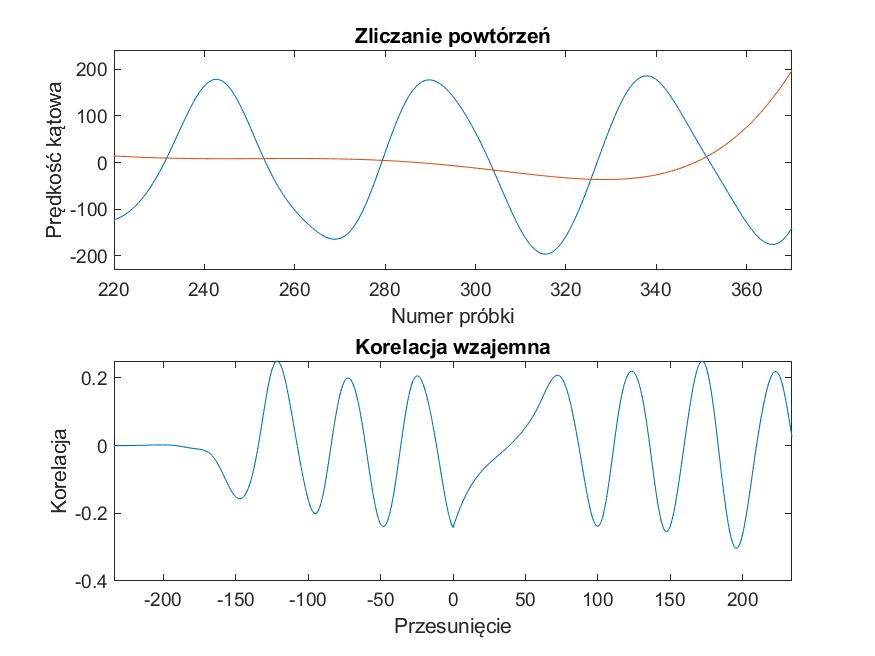 Zliczanie powtórzeń
200
100
0
-100
-200
Prędkość kątowa
220 240 260 280 300 320 340 360
Numer próbki
Korelacja wzajemna
0.2
0
-0.2
-0.4
Korelacja
-200 -150 -100 -50 0 50 100 150 200
Przesunięcie